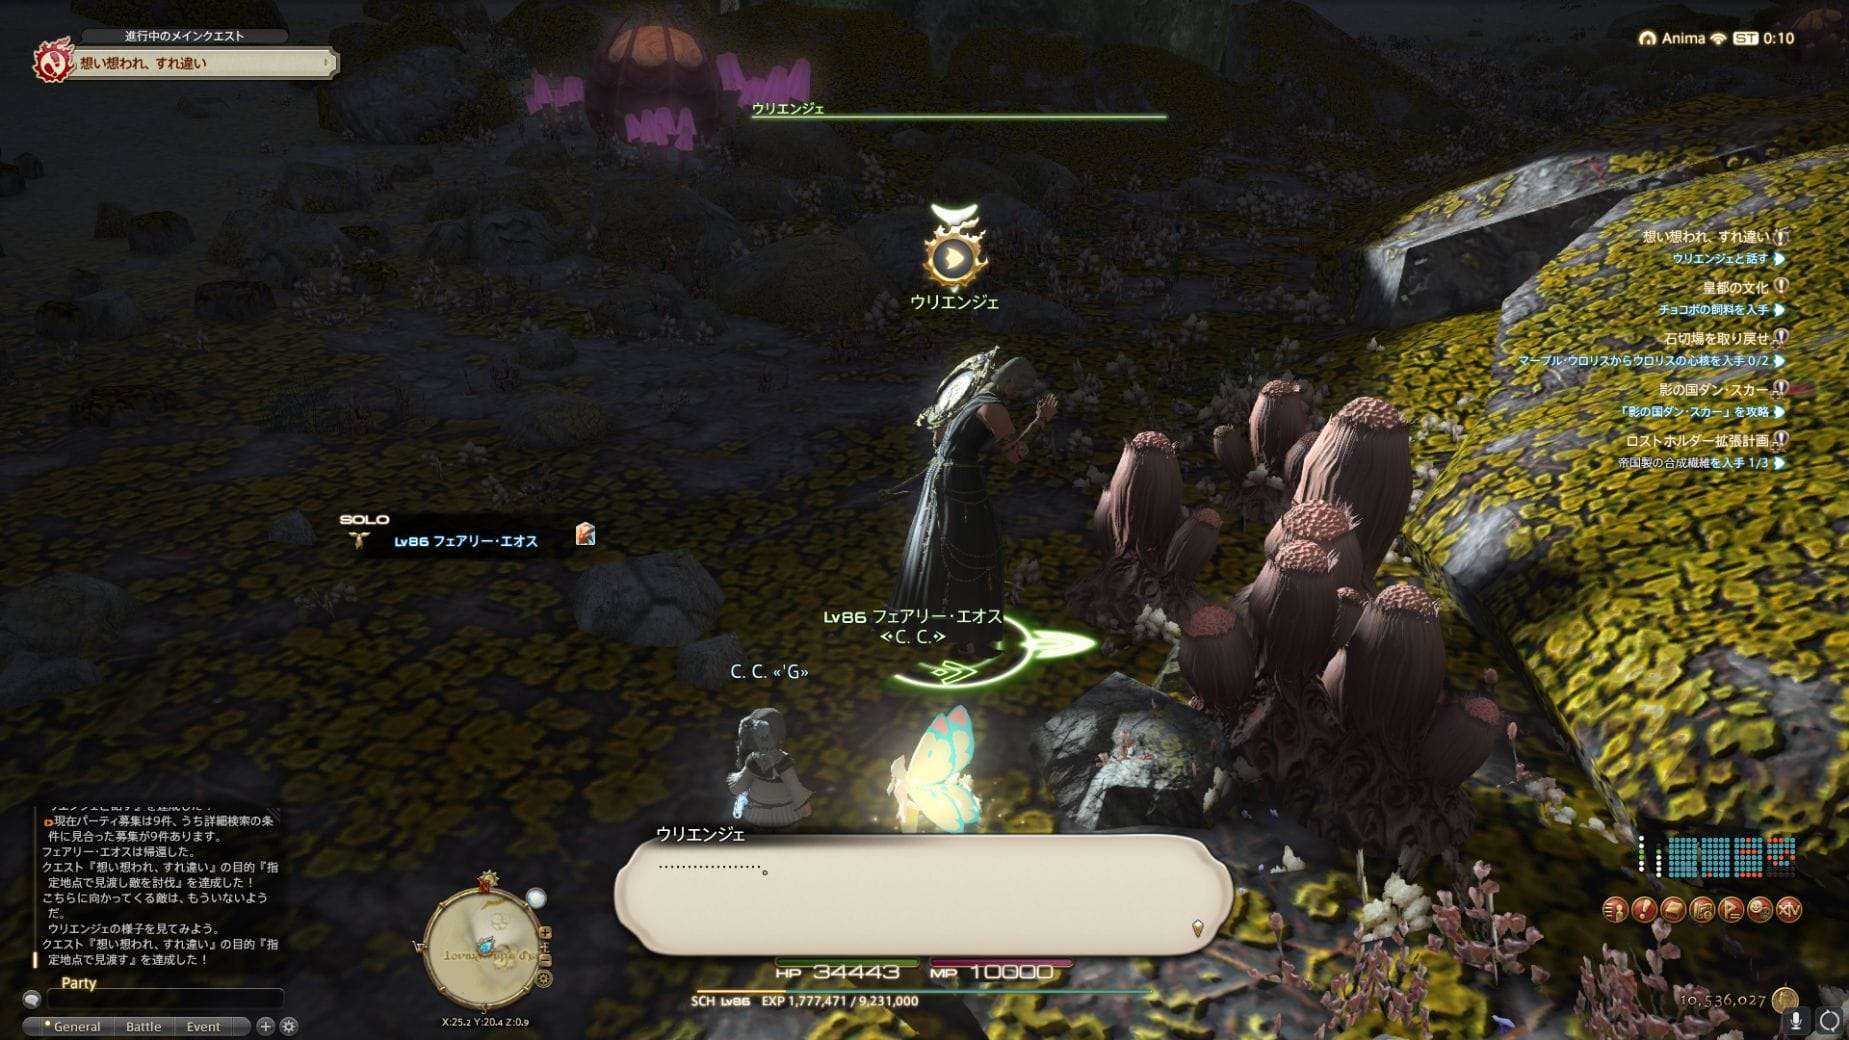 進行中のメインクエスト
想い想われ、すれ違い
Anima ST 0:10
ウリエンジェ
ウリエンジェ
想い想われ、すれ違い
ウリエンジェと話す
皇都の文化
チョコボの飼料を入手
石切場を取り戻せ
マーブル・ウロリスからウロリスの心核を入手 0/2
影の国ダン・スカー
「影の国ダン・スカー」を攻略
ロストホルダー拡張計画
帝国製の合成繊維を入手 1/3
SOLO
Lv86 フェアリー・エオス
Lv86 フェアリー・エオス
<C. C.>
C. C. «'G»
ウリエンジェ
………………。
リエンジェと話す』を達成した！
現在パーティ募集は9件、うち詳細検索の条
件に見合った募集が9件あります。
フェアリー・エオスは帰還した。
クエスト『想い想われ、すれ違い』の目的『指
定地点で見渡し敵を討伐』を達成した！
こちらに向かってくる敵は、もういないよう
だ。
ウリエンジェの様子を見てみよう。
クエスト『想い想われ、すれ違い』の目的『指
定地点で見渡す』を達成した！
Party
General Battle Event
N
W
X:25.2 Y:20.4 Z:0.9
HP 34443 MP 10000
SCH Lv86 EXP 1,777,471 / 9,231,000
XIV
10,536,027